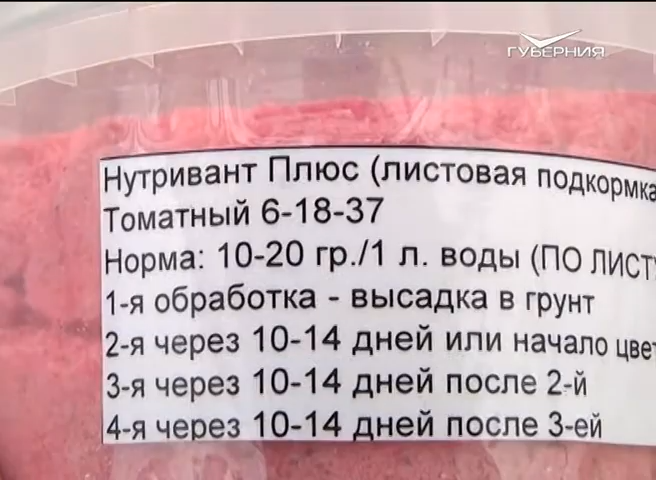 ГУБЕРНИЯ
Нутривант Плюс (листовая подкормка
Томатный 6-18-37
Норма: 10-20 гр./1 л. воды (ПО ЛИСТ
1-я обработка - высадка в грунт
2-я через 10-14 дней или начало цвет
3-я через 10-14 дней после 2-й
4-я через 10-14 дней после 3-ей